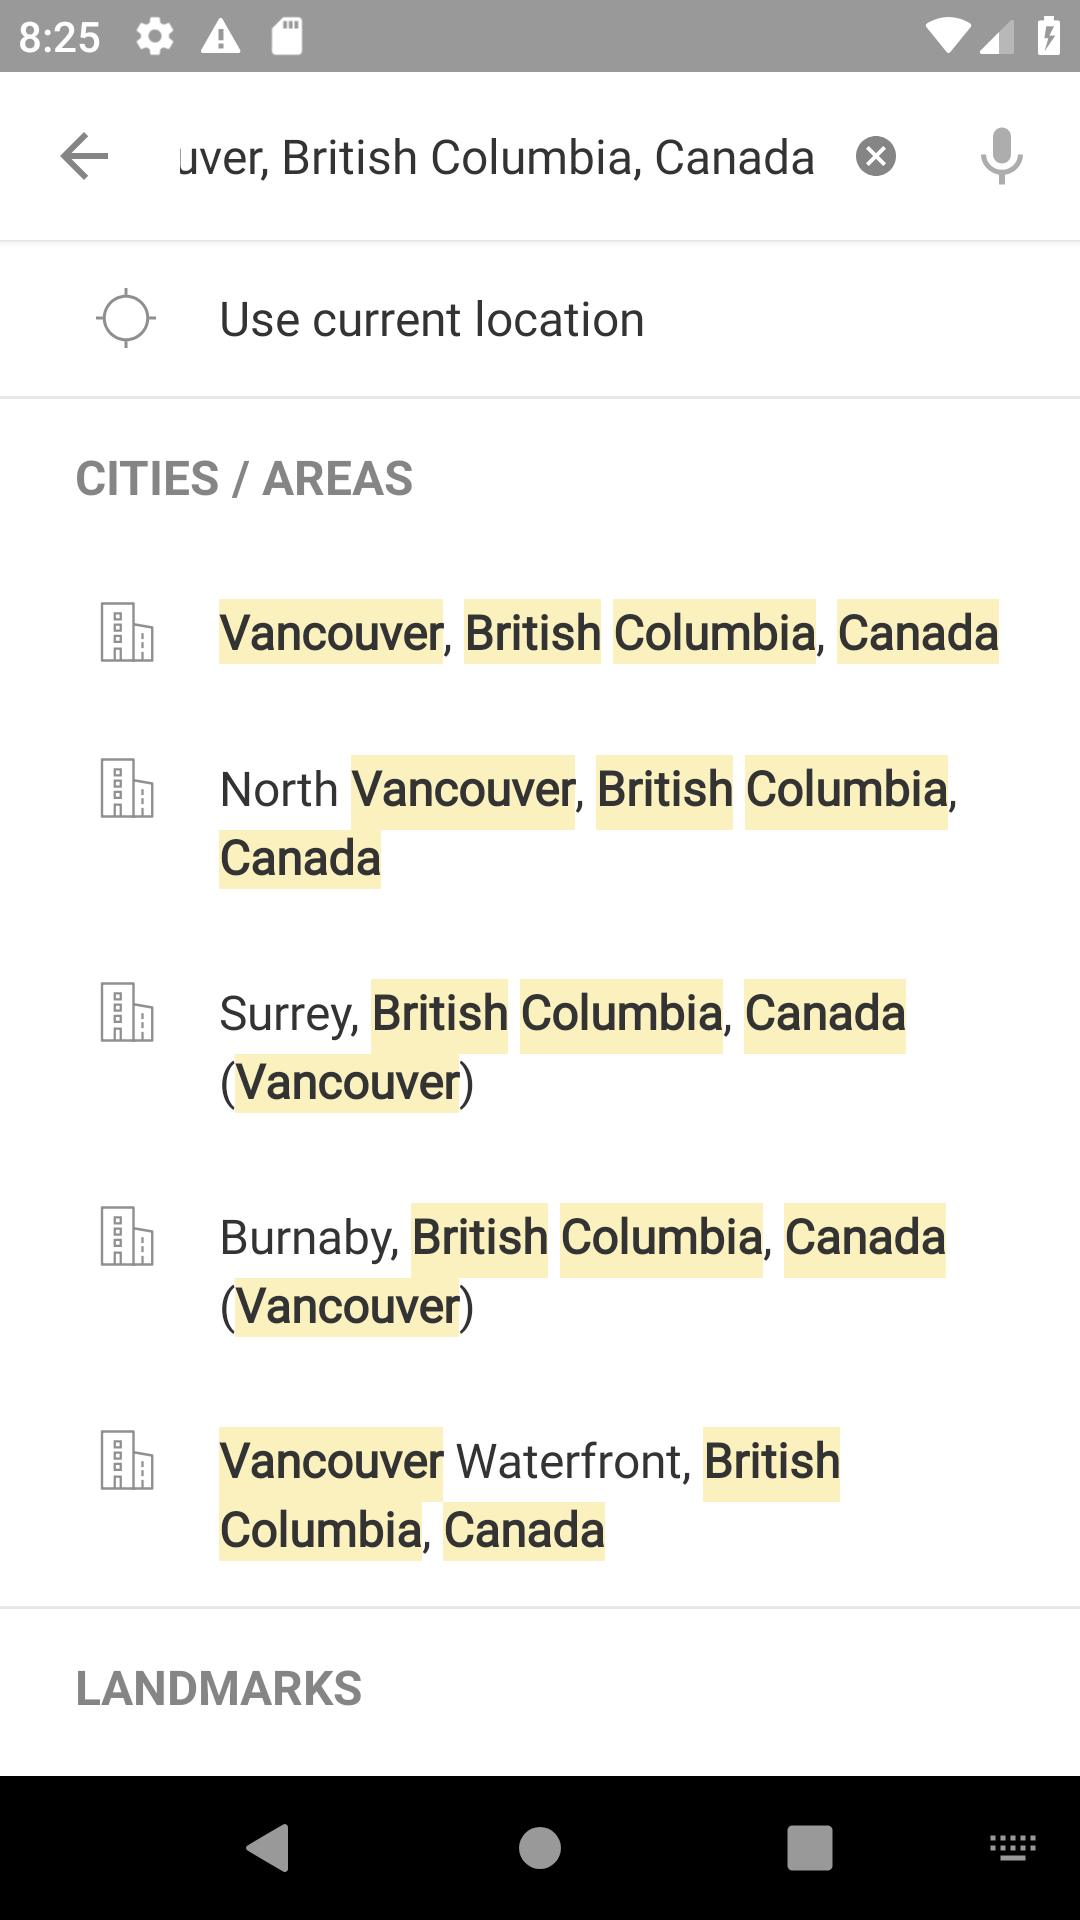 8:25
uver, British Columbia, Canada
Use current location
CITIES / AREAS
Vancouver, British Columbia, Canada
North Vancouver, British Columbia,
Canada
Surrey, British Columbia, Canada
(Vancouver)
Burnaby, British Columbia, Canada
(Vancouver)
Vancouver Waterfront, British
Columbia, Canada
LANDMARKS